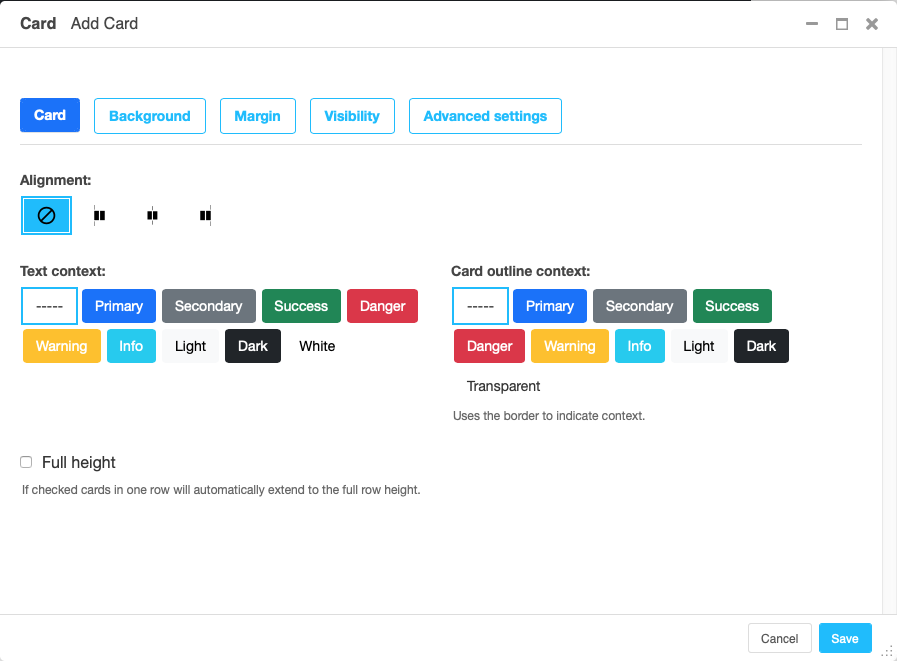 Card Add Card
Card Background Margin Visibility Advanced settings
Alignment:
Text context:
----- Primary Secondary Success Danger
Warning Info Light Dark White
Card outline context:
----- Primary Secondary Success
Danger Warning Info Light Dark
Transparent
Uses the border to indicate context.
Full height
If checked cards in one row will automatically extend to the full row height.
Cancel Save